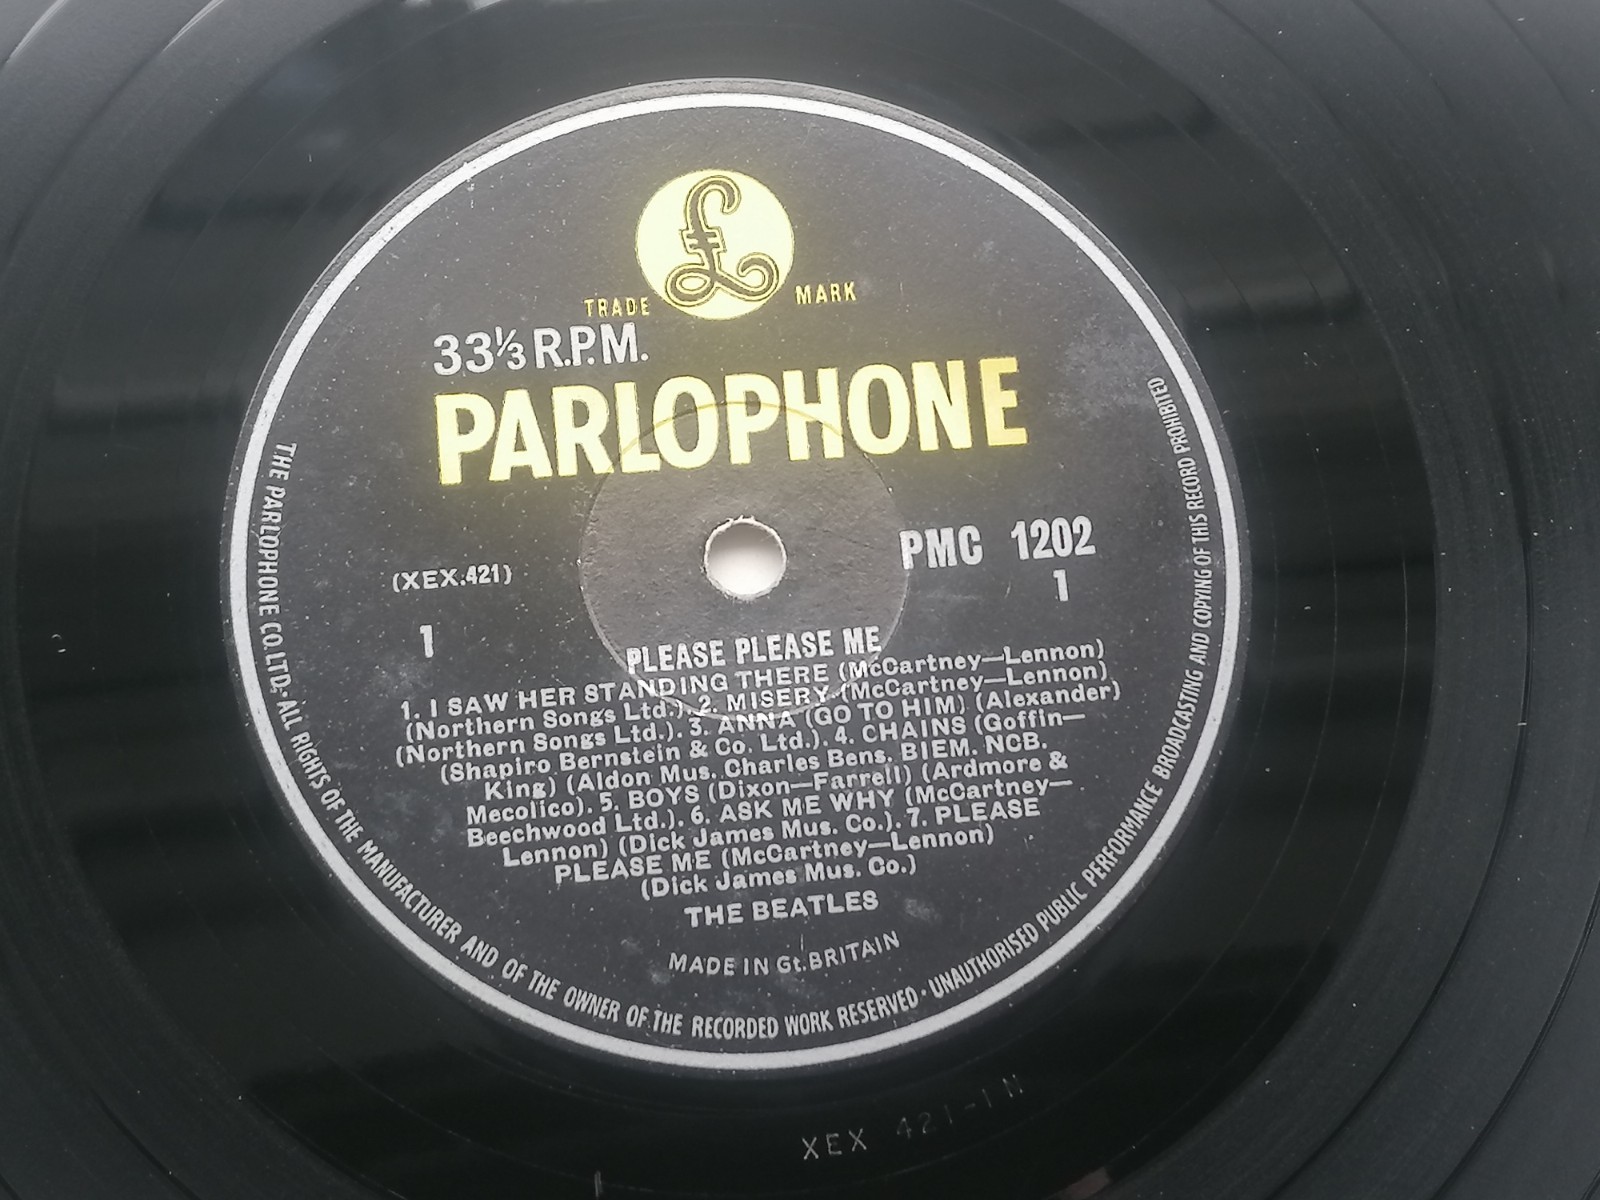 £
TRADE MARK
33⅓ R.P.M.
PARLOPHONE
PMC 1202
(XEX.421)
1
1
PLEASE PLEASE ME
1. I SAW HER STANDING THERE (McCartney—Lennon)
(Northern Songs Ltd.). 2. MISERY (McCartney—Lennon)
(Northern Songs Ltd.). 3. ANNA (GO TO HIM) (Alexander)
(Shapiro Bernstein & Co. Ltd.). 4. CHAINS (Goffin—
King) (Aldon Mus. Charles Bens. BIEM. NCB.
Mecolico). 5. BOYS (Dixon—Farrell) (Ardmore &
Beechwood Ltd.). 6. ASK ME WHY (McCartney—
Lennon) (Dick James Mus. Co.). 7. PLEASE
PLEASE ME (McCartney—Lennon)
(Dick James Mus. Co.)
THE BEATLES
MADE IN Gt. BRITAIN
THE PARLOPHONE CO. LTD. · ALL RIGHTS OF THE MANUFACTURER AND OF THE OWNER OF THE RECORDED WORK RESERVED · UNAUTHORISED PUBLIC PERFORMANCE BROADCASTING AND COPYING OF THIS RECORD PROHIBITED
XEX 421-1N